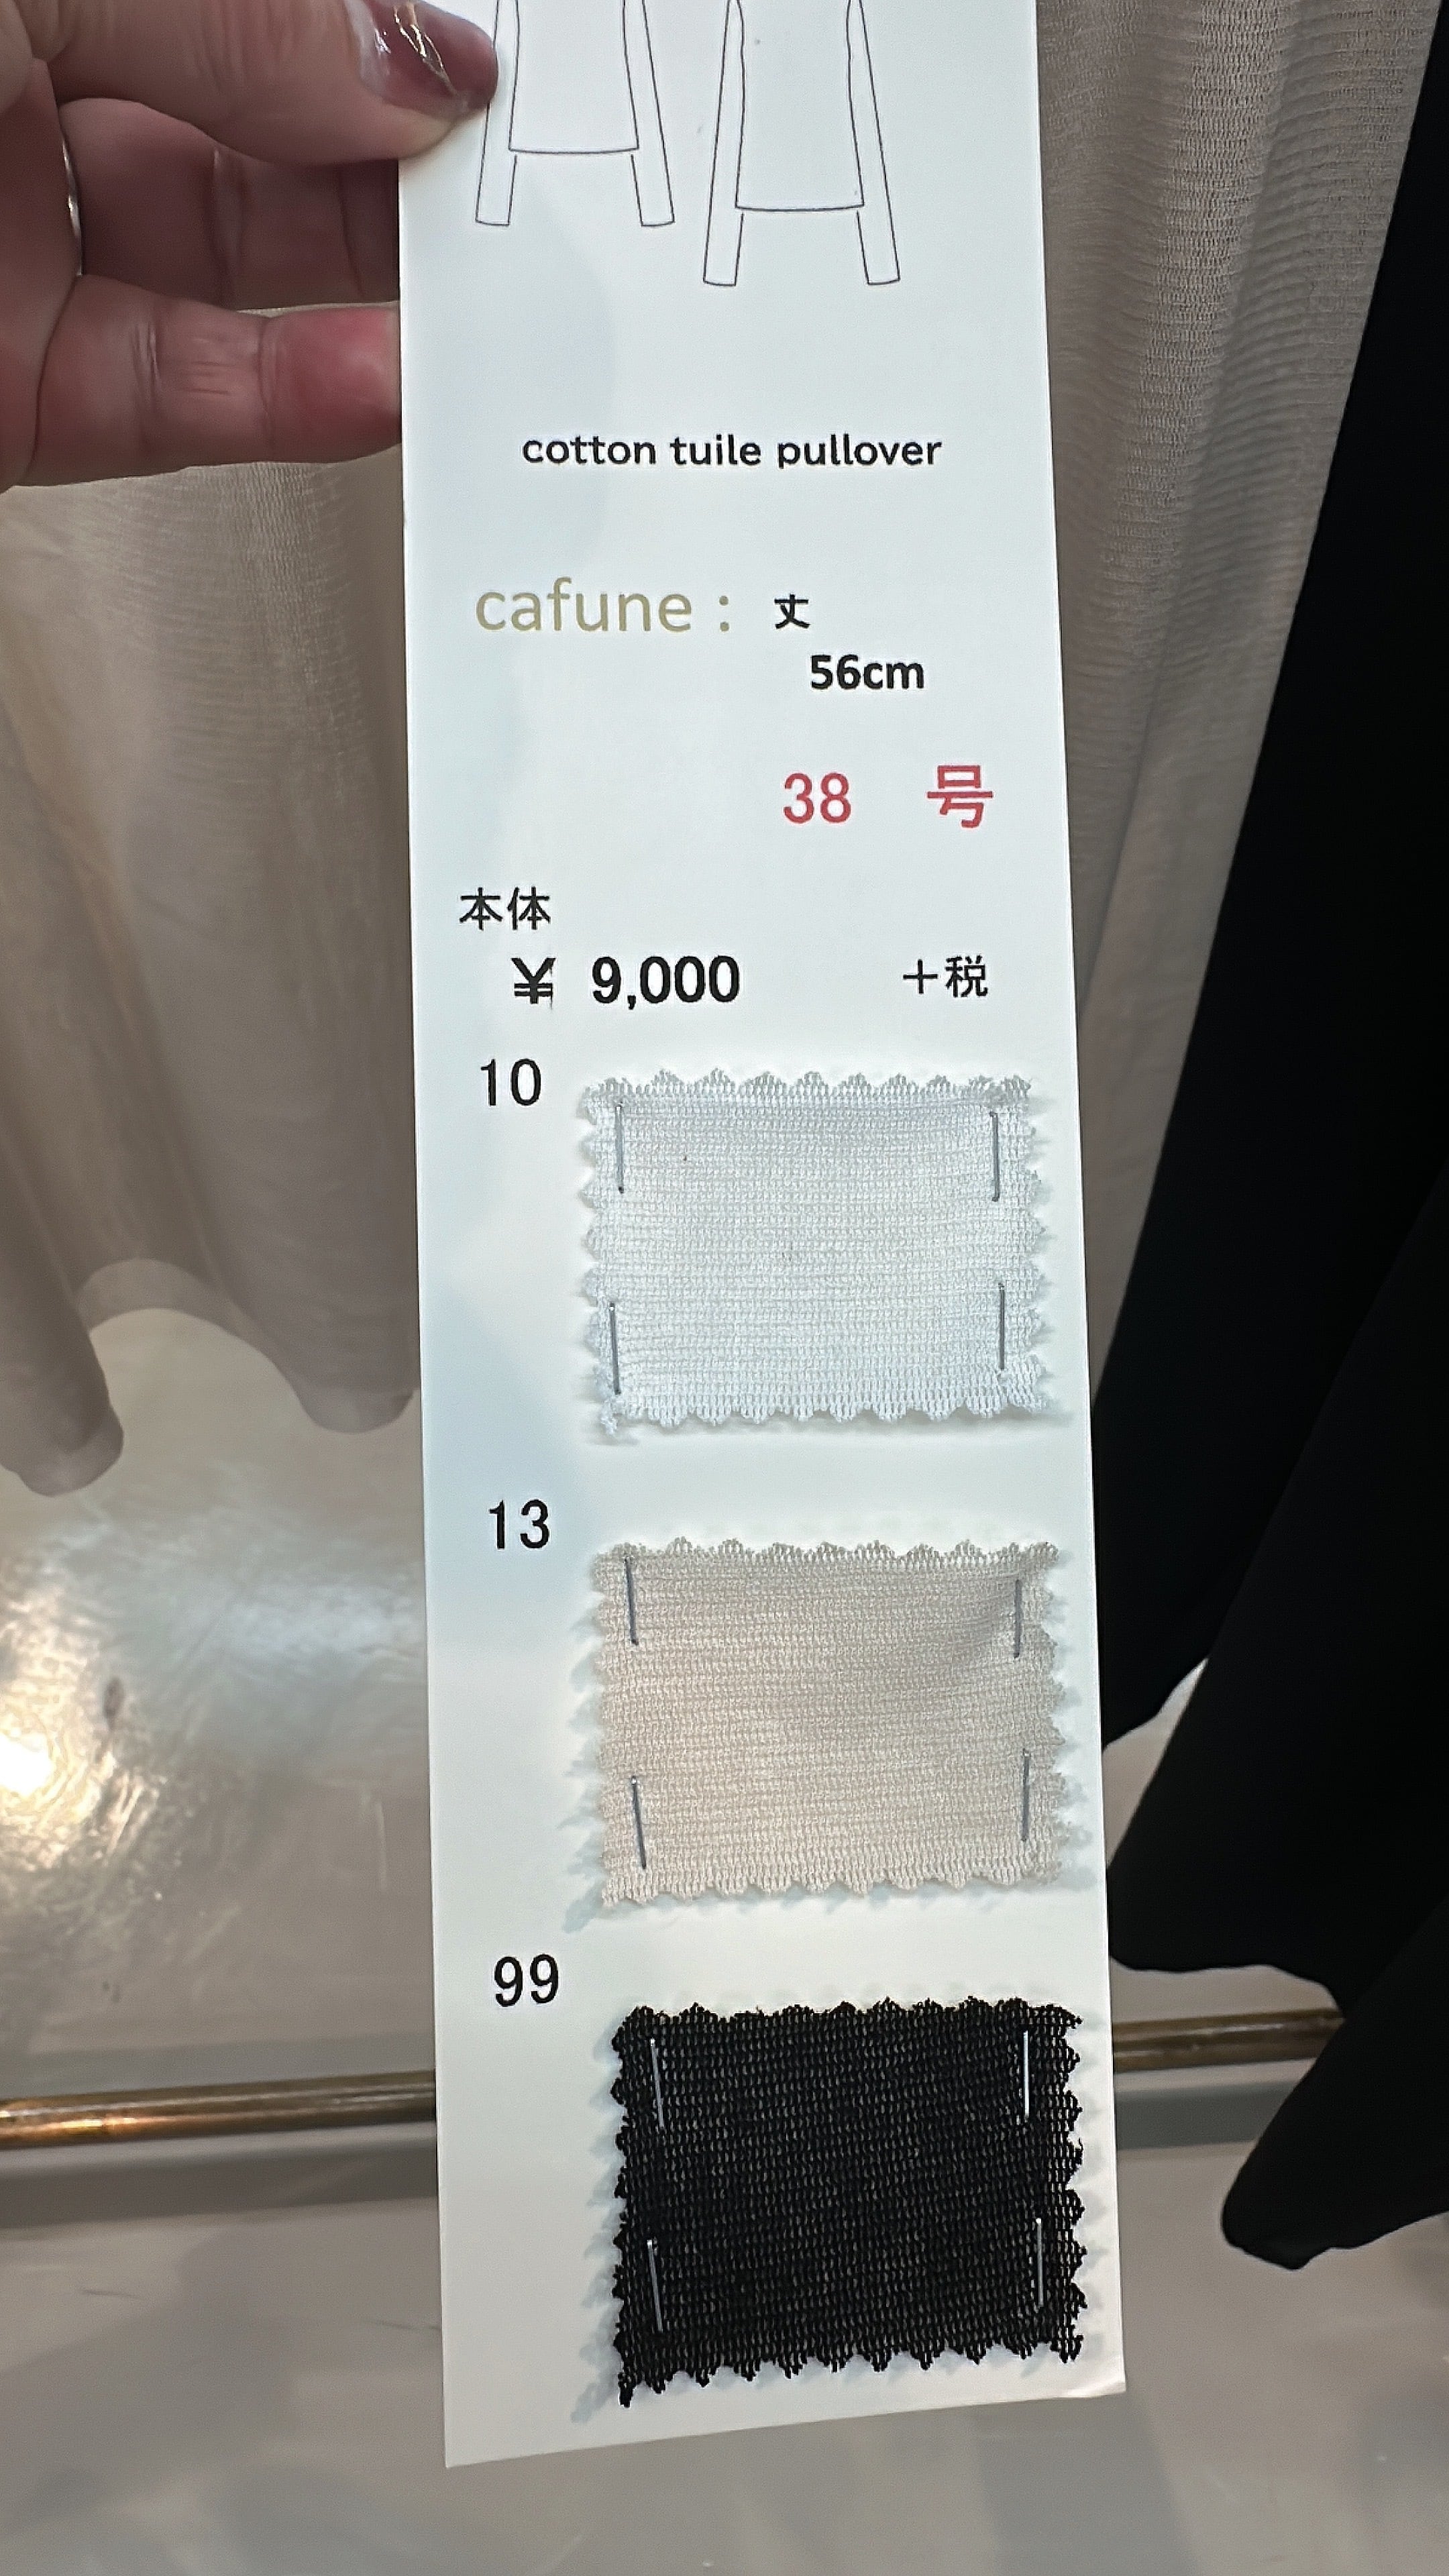 cotton tuile pullover
cafune : 丈
56cm
38 号
本体
¥ 9,000 +税
10
13
99